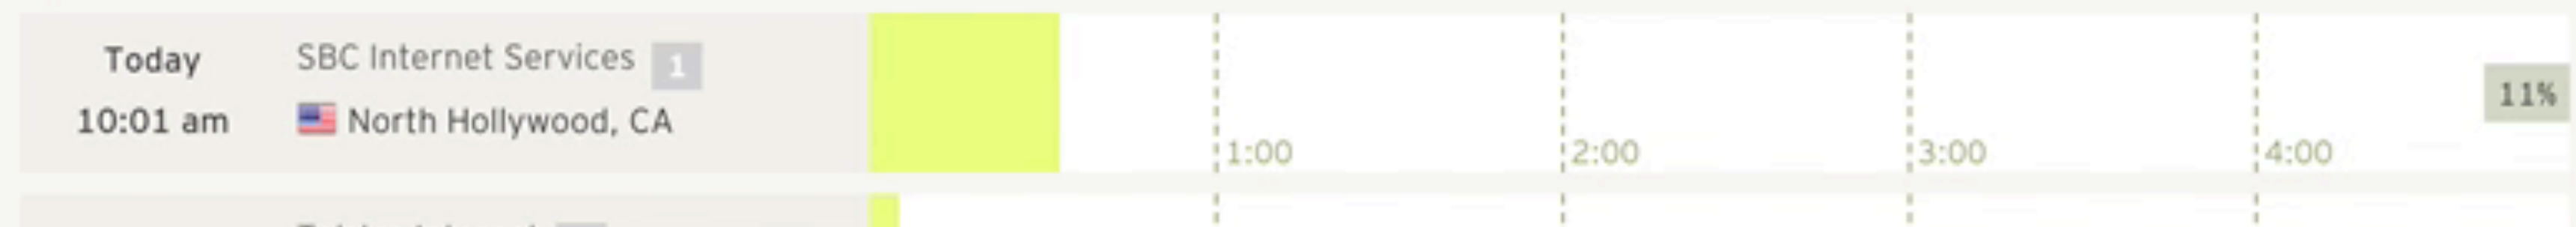 Today
SBC Internet Services 1
10:01 am
North Hollywood, CA
1:00
2:00
3:00
4:00
11%